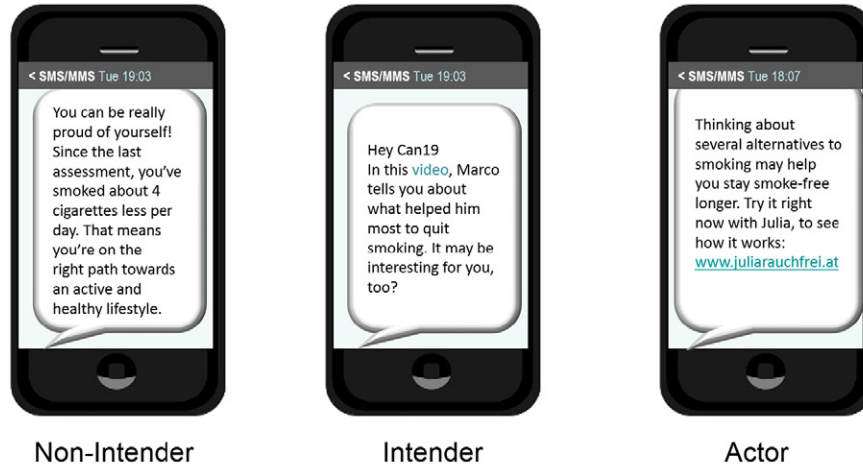 < SMS/MMS Tue 19:03
You can be really
proud of yourself!
Since the last
assessment, you've
smoked about 4
cigarettes less per
day. That means
you're on the
right path towards
an active and
healthy lifestyle.
Non-Intender
< SMS/MMS Tue 19:03
Hey Can19
In this video, Marco
tells you about
what helped him
most to quit
smoking. It may be
interesting for you,
too?
Intender
< SMS/MMS Tue 18:07
Thinking about
several alternatives to
smoking may help
you stay smoke-free
longer. Try it right
now with Julia, to see
how it works:
www.juliarauchfrei.at
Actor